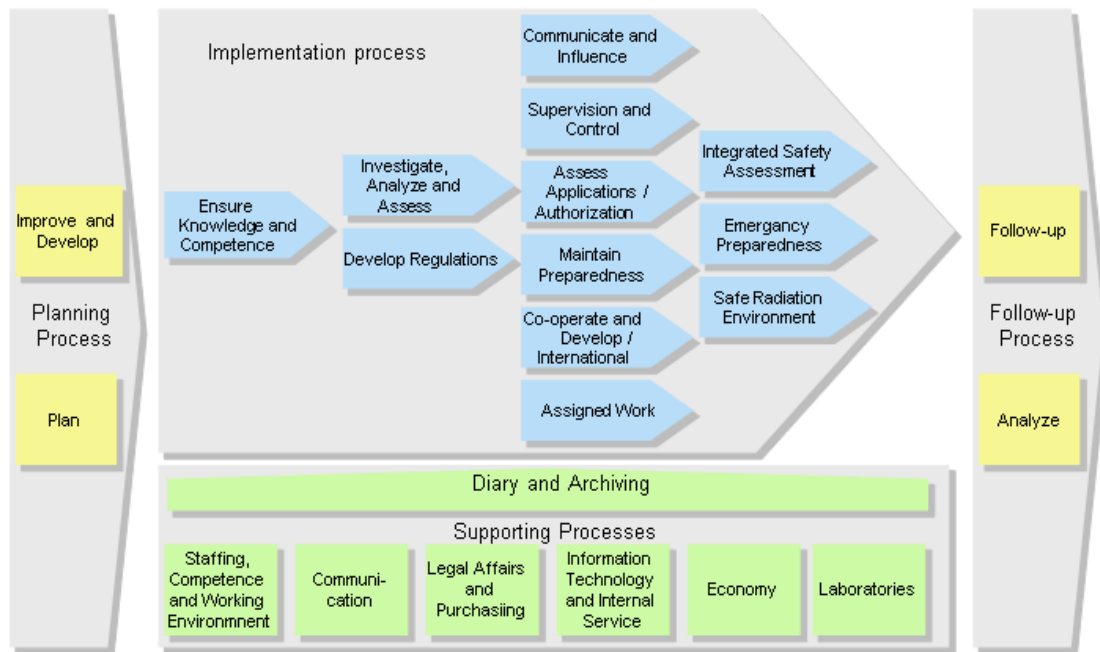 Improve and
Develop
Planning
Process
Plan
Implementation process
Ensure
Knowledge and
Competence
Investigate,
Analyze and
Assess
Develop Regulations
Communicate and
Influence
Supervision and
Control
Assess
Applications /
Authorization
Maintain
Preparedness
Co-operate and
Develop /
International
Assigned Work
Integrated Safety
Assessment
Emergancy
Preparedness
Safe Radiation
Environment
Follow-up
Follow-up
Process
Analyze
Diary and Archiving
Supporting Processes
Staffing,
Competence
and Working
Environmnent
Communi-
cation
Legal Affairs
and
Purchasiing
Information
Technology
and Internal
Service
Economy
Laboratories